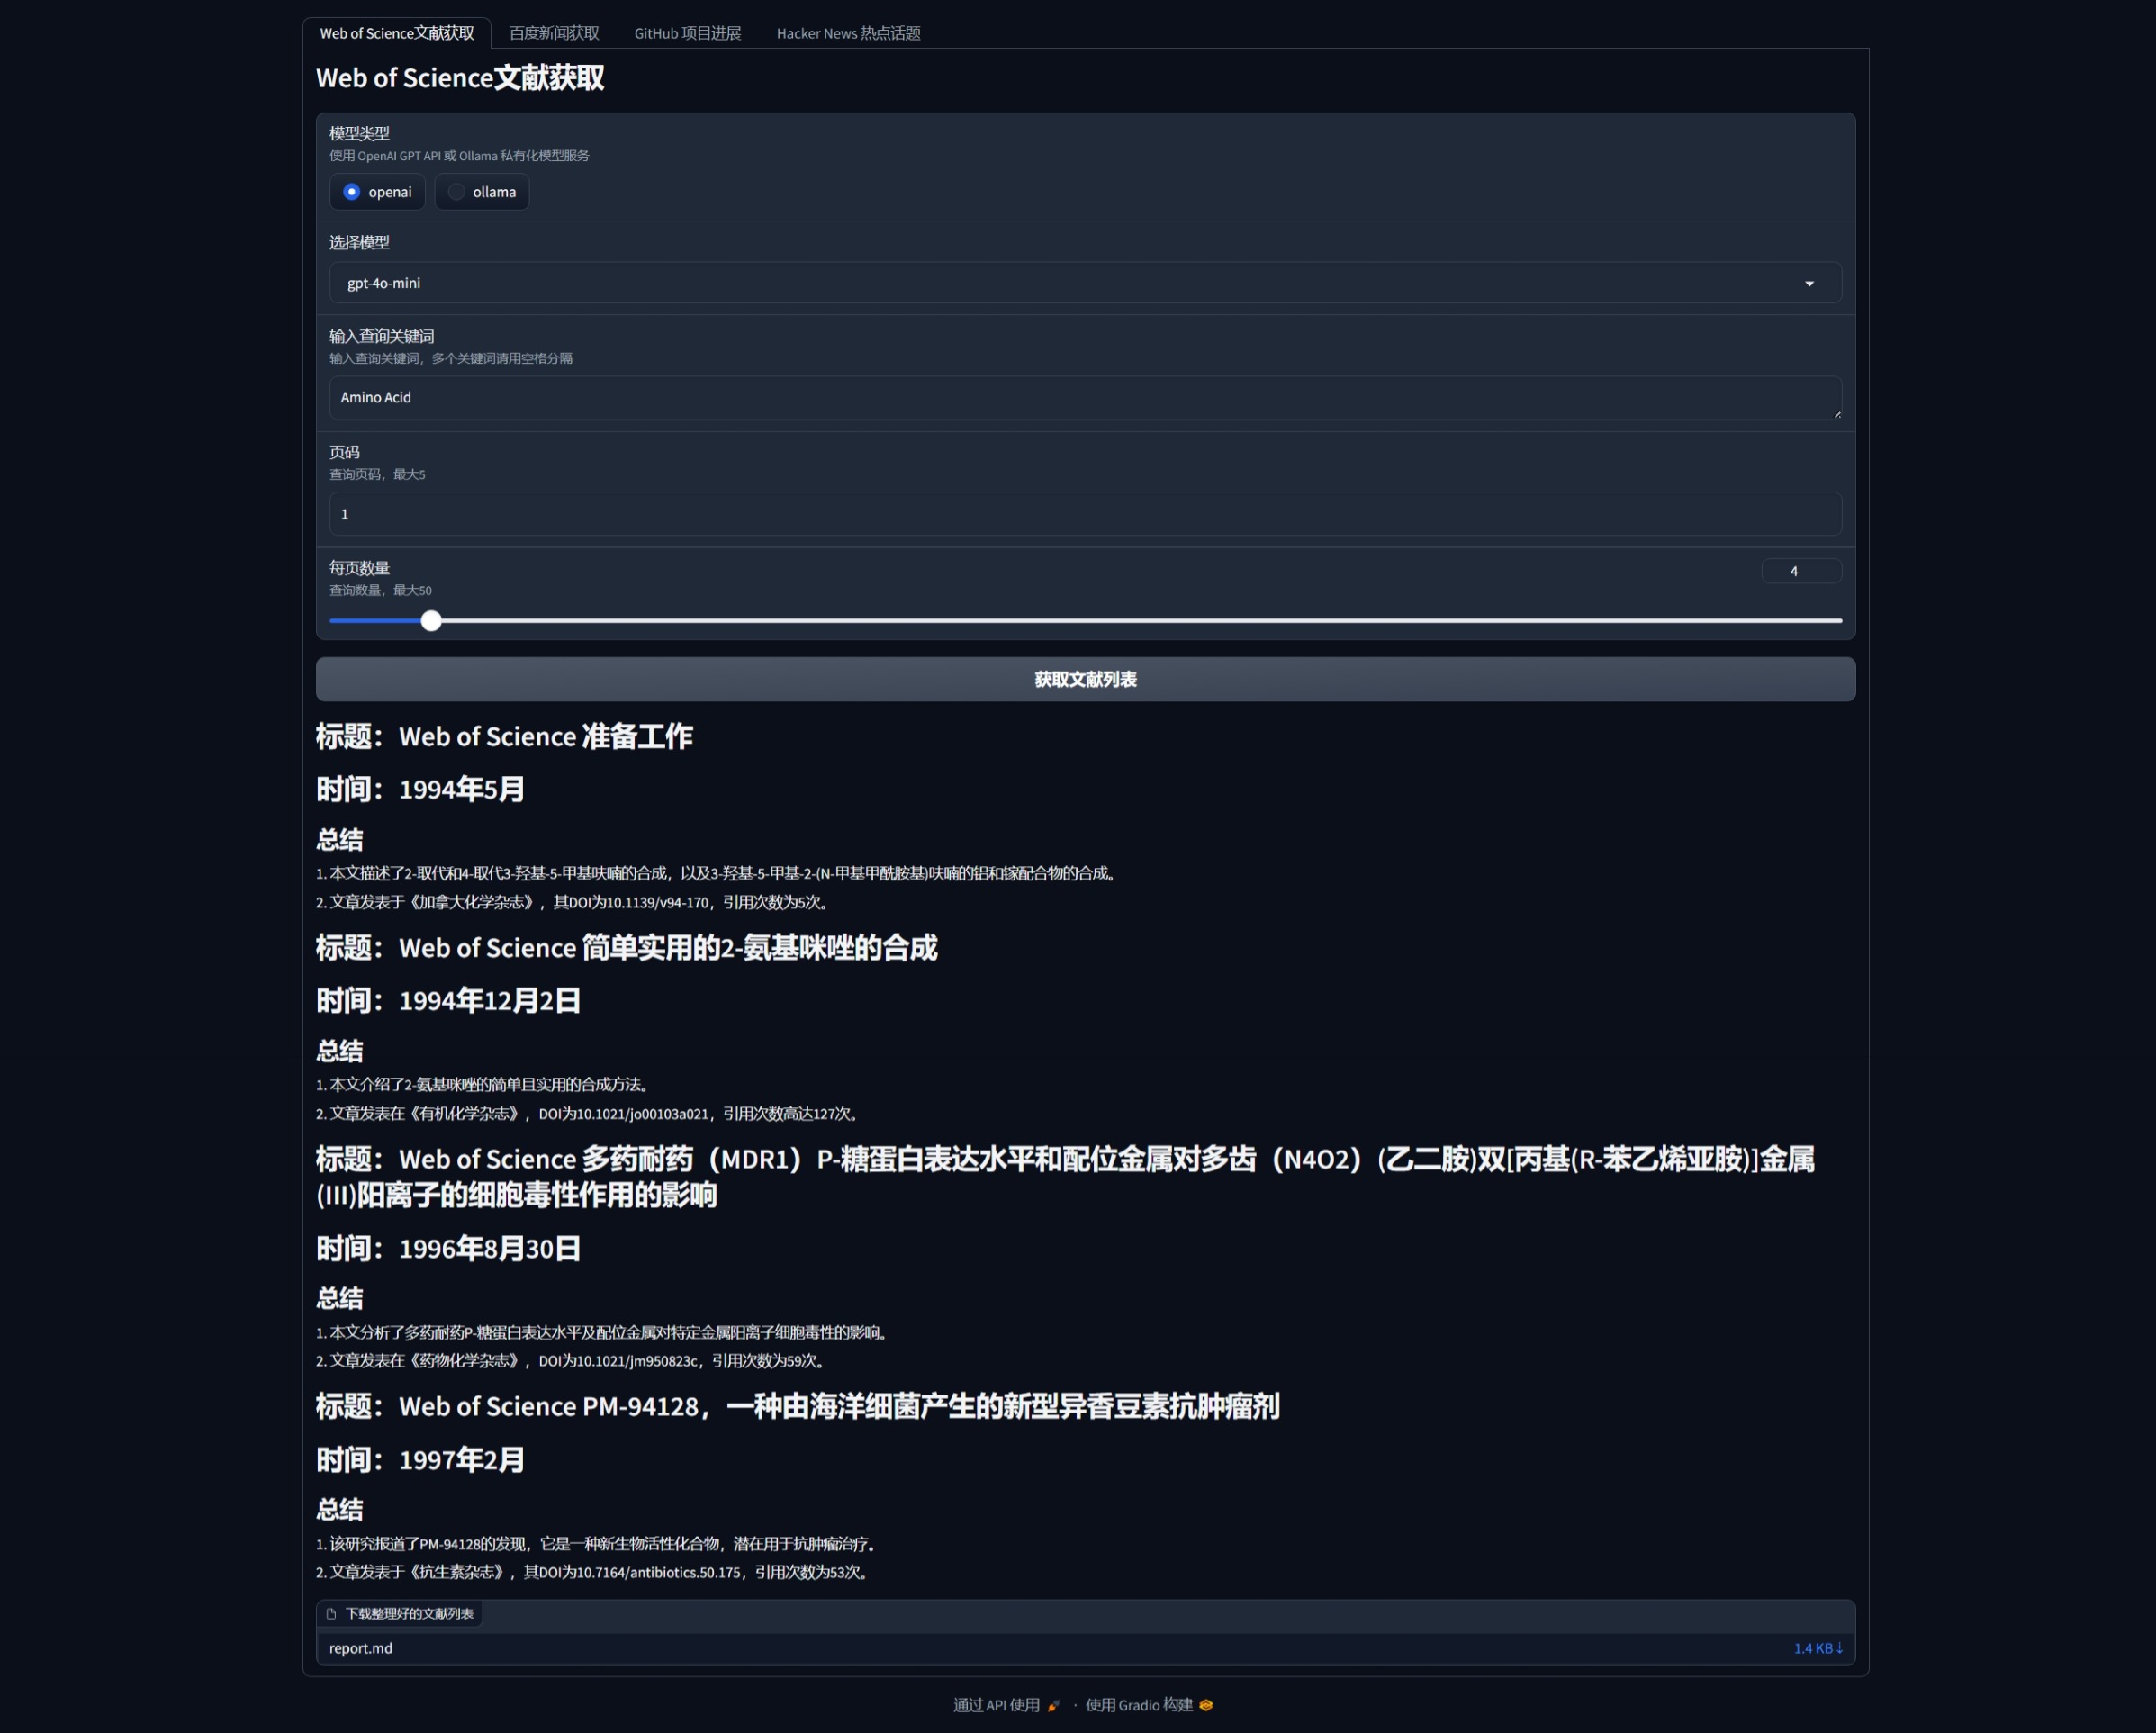 Web of Science文献获取 百度新闻获取 GitHub 项目进展 Hacker News 热点话题
Web of Science文献获取
模型类型
使用 OpenAI GPT API 或 Ollama 私有化模型服务
openai ollama
选择模型
gpt-4o-mini
输入查询关键词
输入查询关键词，多个关键词请用空格分隔
Amino Acid
页码
查询页码，最大5
1
每页数量 4
查询数量，最大50
获取文献列表
标题：Web of Science 准备工作
时间：1994年5月
总结
1. 本文描述了2-取代和4-取代3-羟基-5-甲基呋喃的合成，以及3-羟基-5-甲基-2-(N-甲基甲酰胺基)呋喃的铝和镓配合物的合成。
2. 文章发表于《加拿大化学杂志》，其DOI为10.1139/v94-170，引用次数为5次。
标题：Web of Science 简单实用的2-氨基咪唑的合成
时间：1994年12月2日
总结
1. 本文介绍了2-氨基咪唑的简单且实用的合成方法。
2. 文章发表在《有机化学杂志》，DOI为10.1021/jo00103a021，引用次数高达127次。
标题：Web of Science 多药耐药（MDR1）P-糖蛋白表达水平和配位金属对多齿（N4O2）(乙二胺)双[丙基(R-苯乙烯亚胺)]金属
(III)阳离子的细胞毒性作用的影响
时间：1996年8月30日
总结
1. 本文分析了多药耐药P-糖蛋白表达水平及配位金属对特定金属阳离子细胞毒性的影响。
2. 文章发表在《药物化学杂志》，DOI为10.1021/jm950823c，引用次数为59次。
标题：Web of Science PM-94128，一种由海洋细菌产生的新型异香豆素抗肿瘤剂
时间：1997年2月
总结
1. 该研究报道了PM-94128的发现，它是一种新生物活性化合物，潜在用于抗肿瘤治疗。
2. 文章发表于《抗生素杂志》，其DOI为10.7164/antibiotics.50.175，引用次数为53次。
下载整理好的文献列表
report.md 1.4 KB ↓
通过 API 使用 · 使用 Gradio 构建